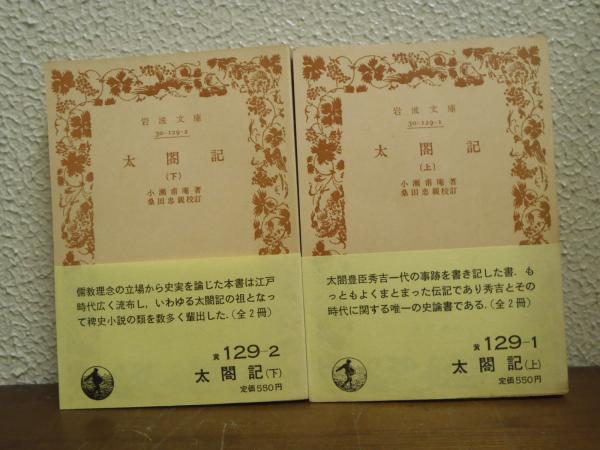 岩波文庫
30-129-2
太閤記
(下)
小瀬甫庵著
桑田忠親校訂
儒教理念の立場から史実を論じた本書は江戸
時代広く流布し，いわゆる太閤記の祖となっ
て稗史小説の類を数多く輩出した.（全2冊）
黄 129-2
太閤記(下)
定価550円
岩波文庫
30-129-1
太閤記
(上)
小瀬甫庵著
桑田忠親校訂
太閤豊臣秀吉一代の事跡を書き記した書．も
っともよくまとまった伝記であり秀吉とその
時代に関する唯一の史論書である.（全2冊）
黄 129-1
太閤記(上)
定価550円